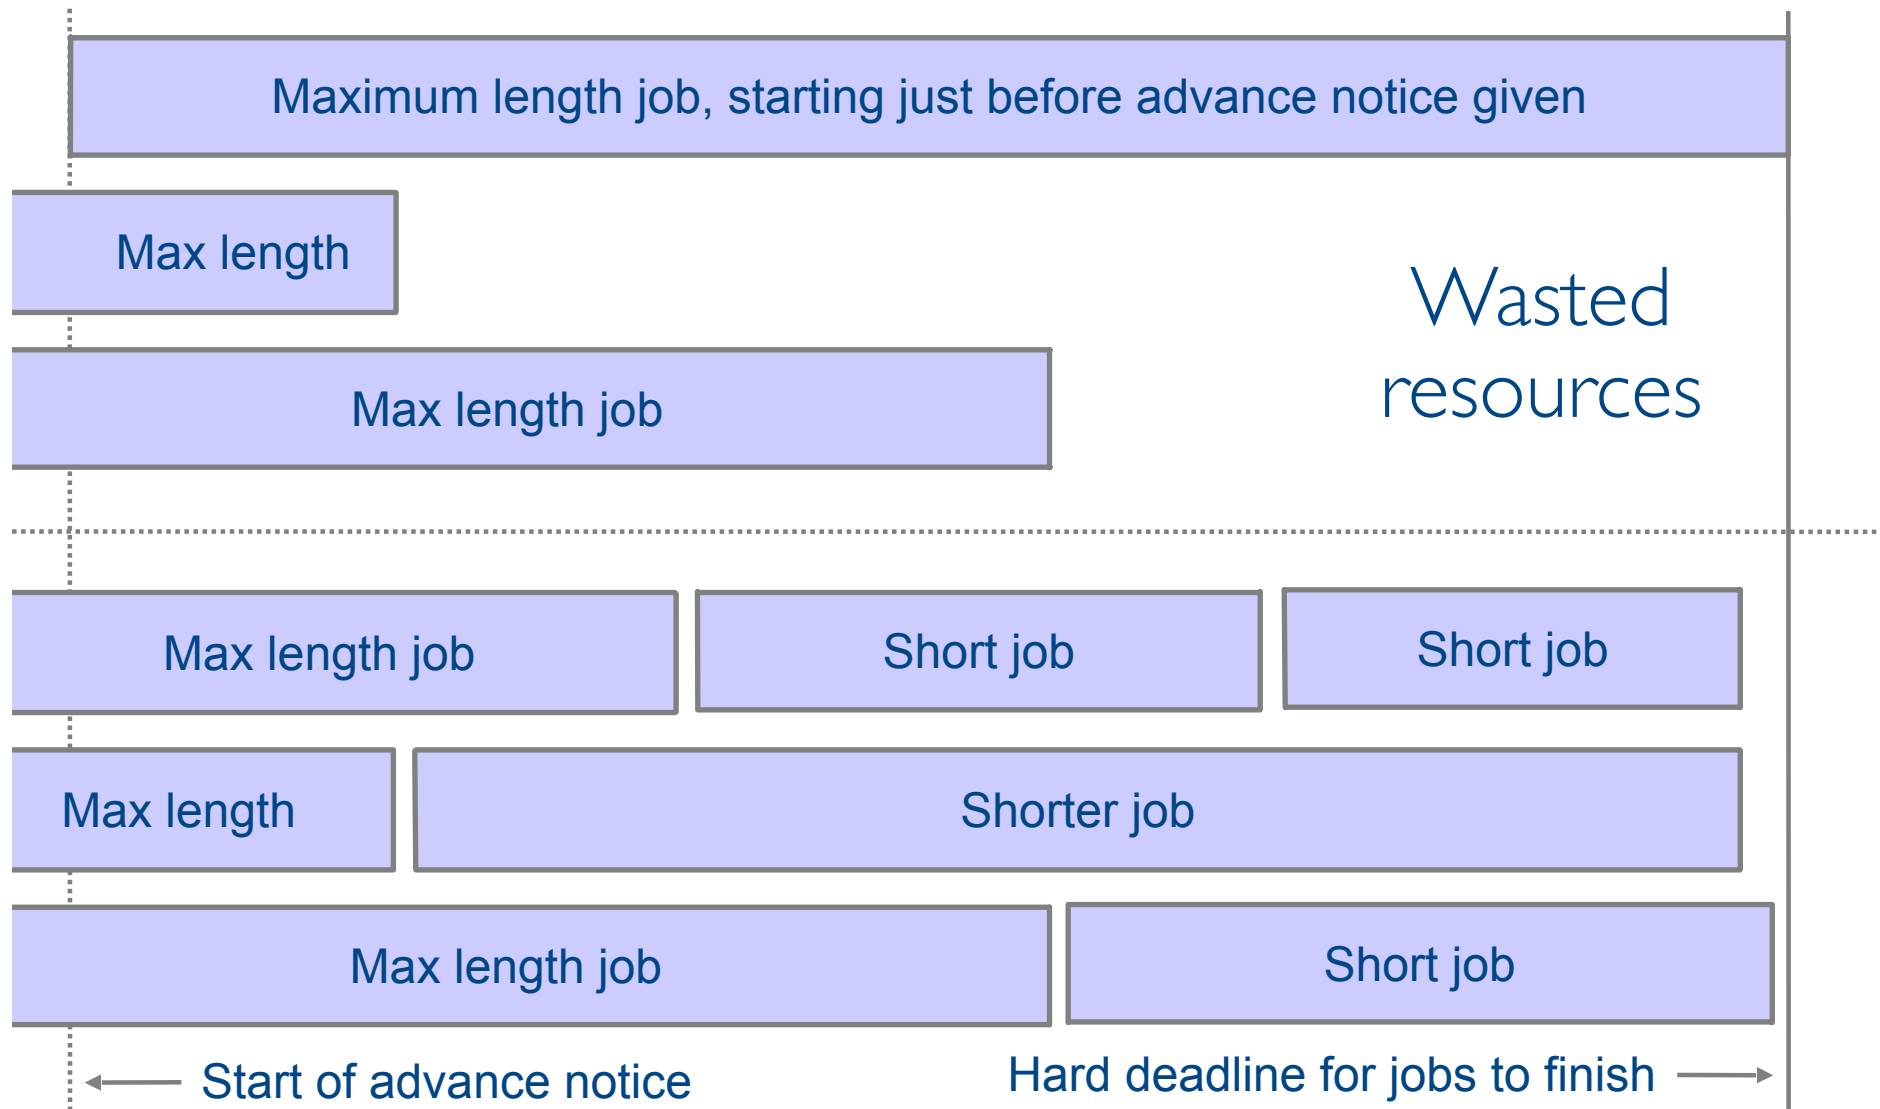 Maximum length job, starting just before advance notice given
Max length
Wasted
resources
Max length job
Max length job
Short job
Short job
Max length
Shorter job
Max length job
Short job
Start of advance notice
Hard deadline for jobs to finish